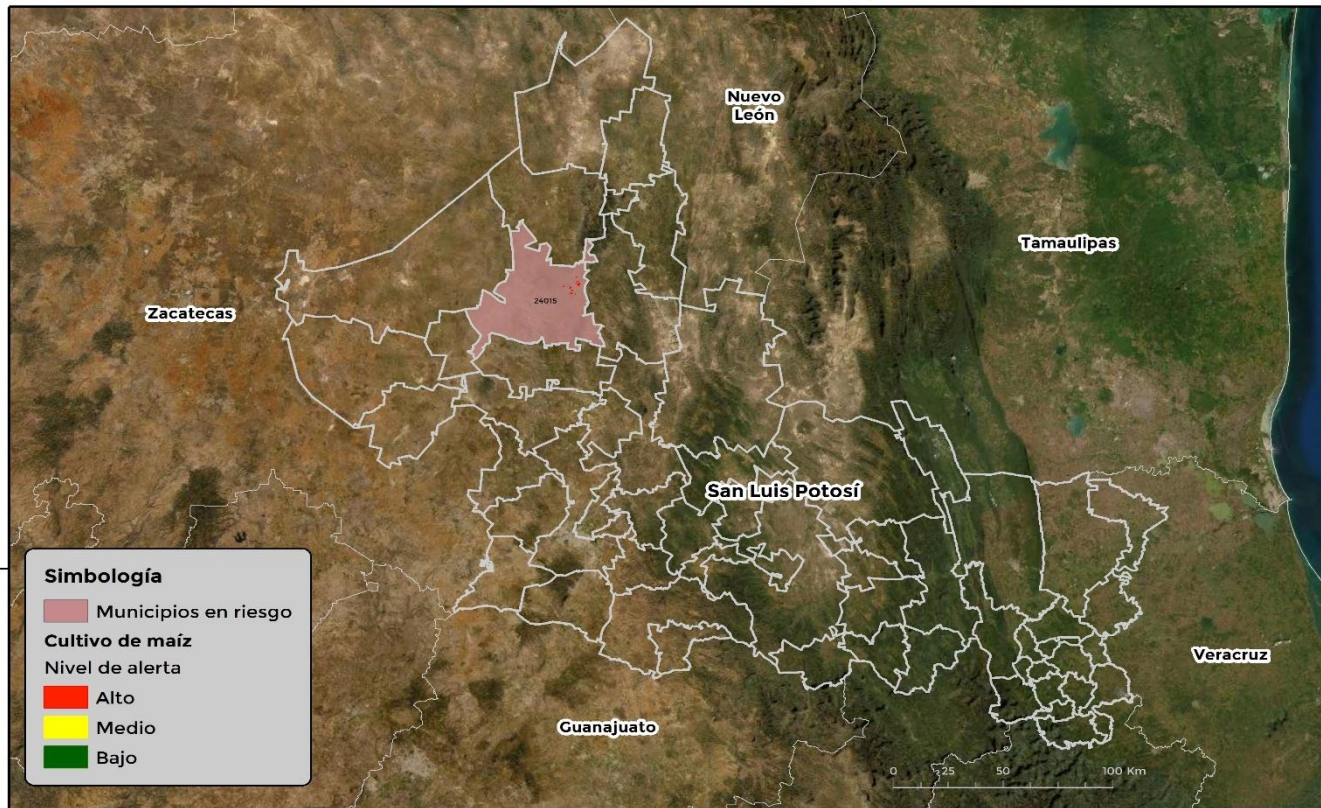 Nuevo
León
Tamaulipas
Zacatecas
24015
San Luis Potosí
Veracruz
Guanajuato
Simbología
Municipios en riesgo
Cultivo de maíz
Nivel de alerta
Alto
Medio
Bajo
0 25 50 100 Km